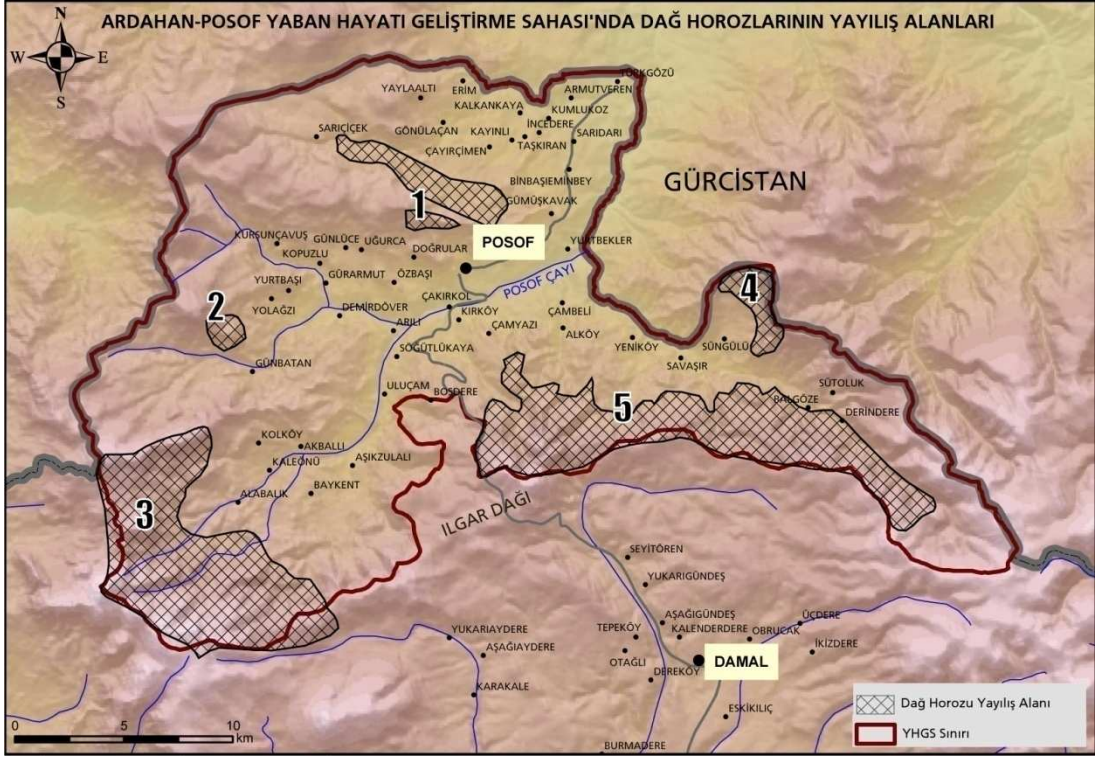 ARDAHAN-POSOF YABAN HAYATI GELİŞTİRME SAHASI'NDA DAĞ HOROZLARININ YAYILIŞ ALANLARI
N
W E
S
TÜRKGÖZÜ
ERİM
YAYLAALTI
ARMUTVEREN
KALKANKAYA
KUMLUKOZ
GÖNÜLAÇAN
KAYINLI
İNCEDERE
SARIÇİÇEK
TAŞKIRAN
SARIDARI
ÇAYIRÇİMEN
BİNBAŞIEMİNBEY
GÜRCİSTAN
1
GÜMÜŞKAVAK
POSOF
KURŞUNÇAVUŞ
GÜNLÜCE
UĞURCA
DOĞRULAR
YURTBEKLER
KOPUZLU
GÜRARMUT
ÖZBAŞI
POSOF ÇAYI
YURTBAŞI
YOLAĞZI
4
2
DEMİRDÖVER
ÇAKIRKOL
KIRKÖY
ÇAMBELİ
ARILI
ÇAMYAZI
ALKÖY
YENİKÖY
SÜNGÜLÜ
SÖĞÜTLÜKAYA
GÜNBATAN
SAVAŞIR
ULUÇAM
BOŞDERE
5
SÜTOLUK
BALGÖZE
DERİNDERE
KOLKÖY
AKBALLI
KALEÖNÜ
AŞIKZULALI
BAYKENT
ALABALIK
3
ILGAR DAĞI
SEYİTÖREN
YUKARIGÜNDEŞ
AŞAĞIGÜNDEŞ
ÜÇDERE
YUKARIAYDERE
TEPEKÖY
KALENDERDERE
OBRUCAK
AŞAĞIAYDERE
OTAĞLI
İKİZDERE
DAMAL
DEREKÖY
KARAKALE
ESKİKILIÇ
BURMADERE
Dağ Horozu Yayılış Alanı
YHGS Sınırı
0 5 10
km